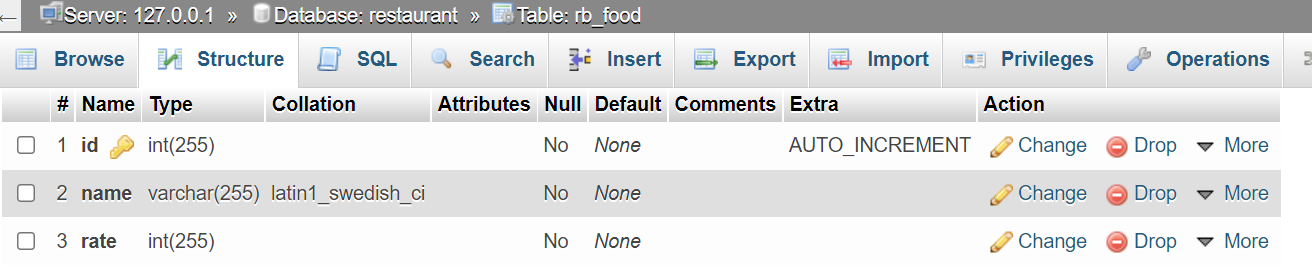 Server: 127.0.0.1 » Database: restaurant » Table: rb_food
Browse Structure SQL Search Insert Export Import Privileges Operations
# Name Type Collation Attributes Null Default Comments Extra Action
1 id int(255) No None AUTO_INCREMENT Change Drop More
2 name varchar(255) latin1_swedish_ci No None Change Drop More
3 rate int(255) No None Change Drop More